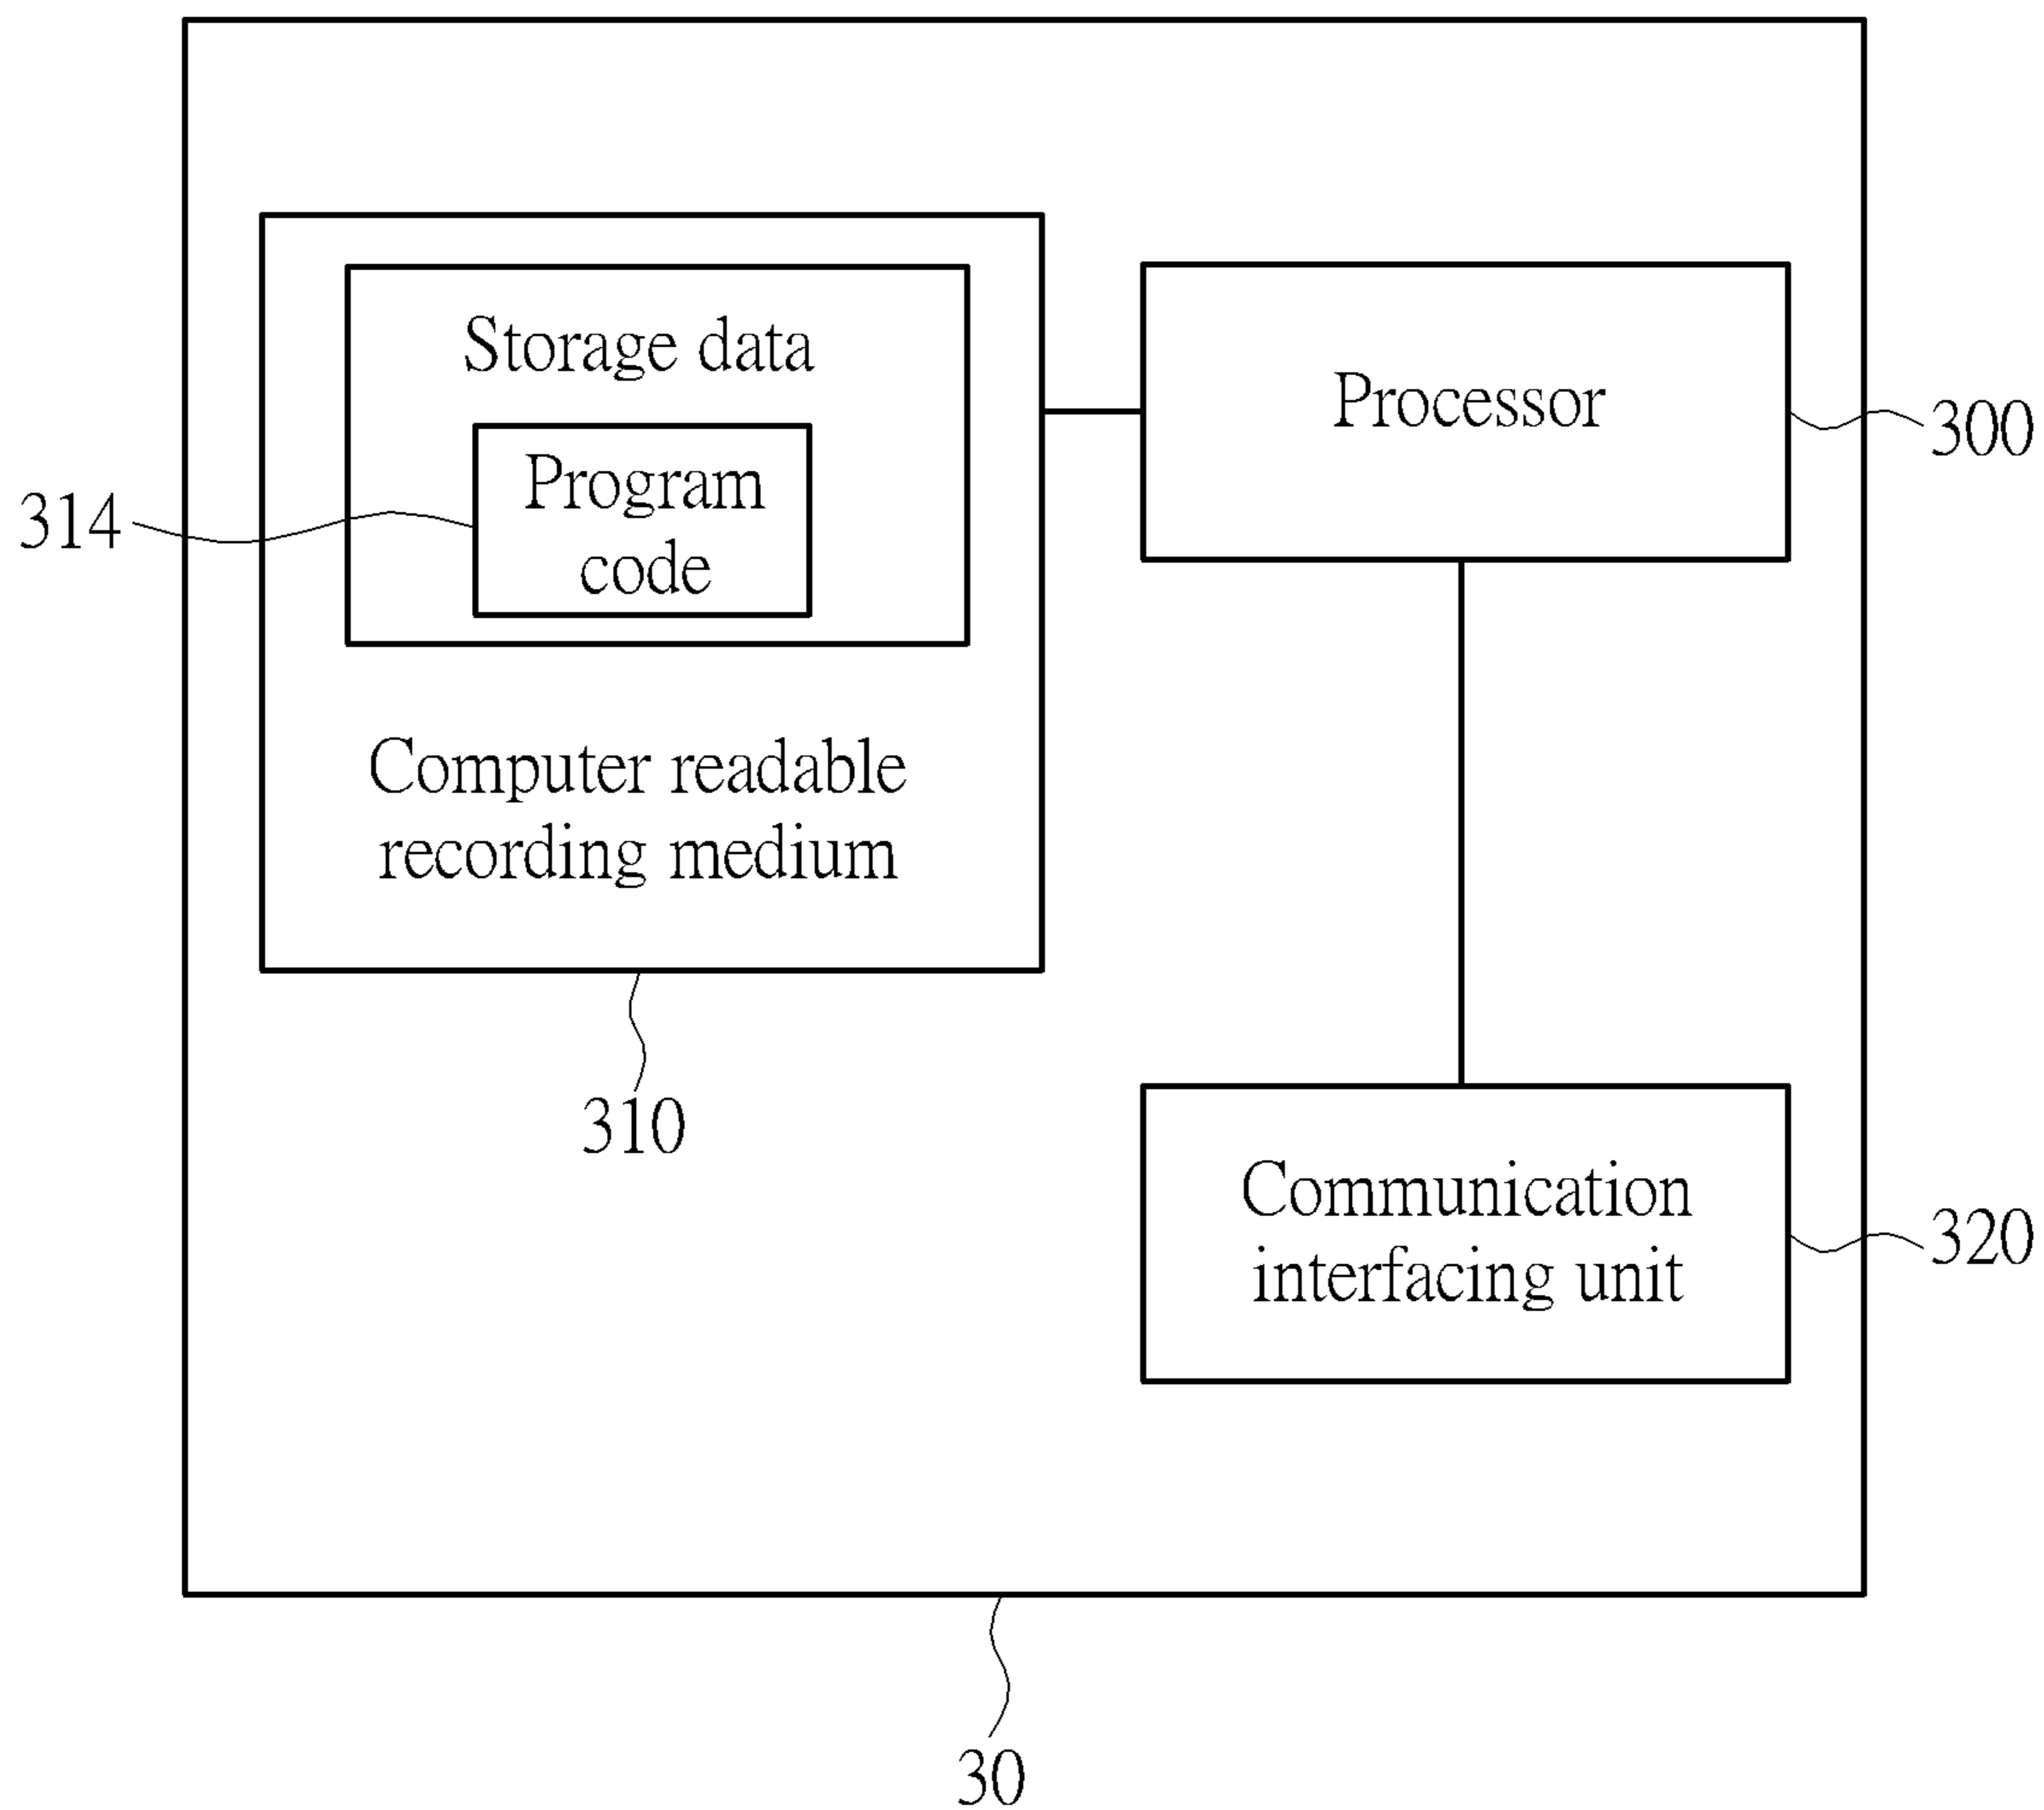 Storage data
Program
code
314
Computer readable
recording medium
310
Processor
300
Communication
interfacing unit
320
30